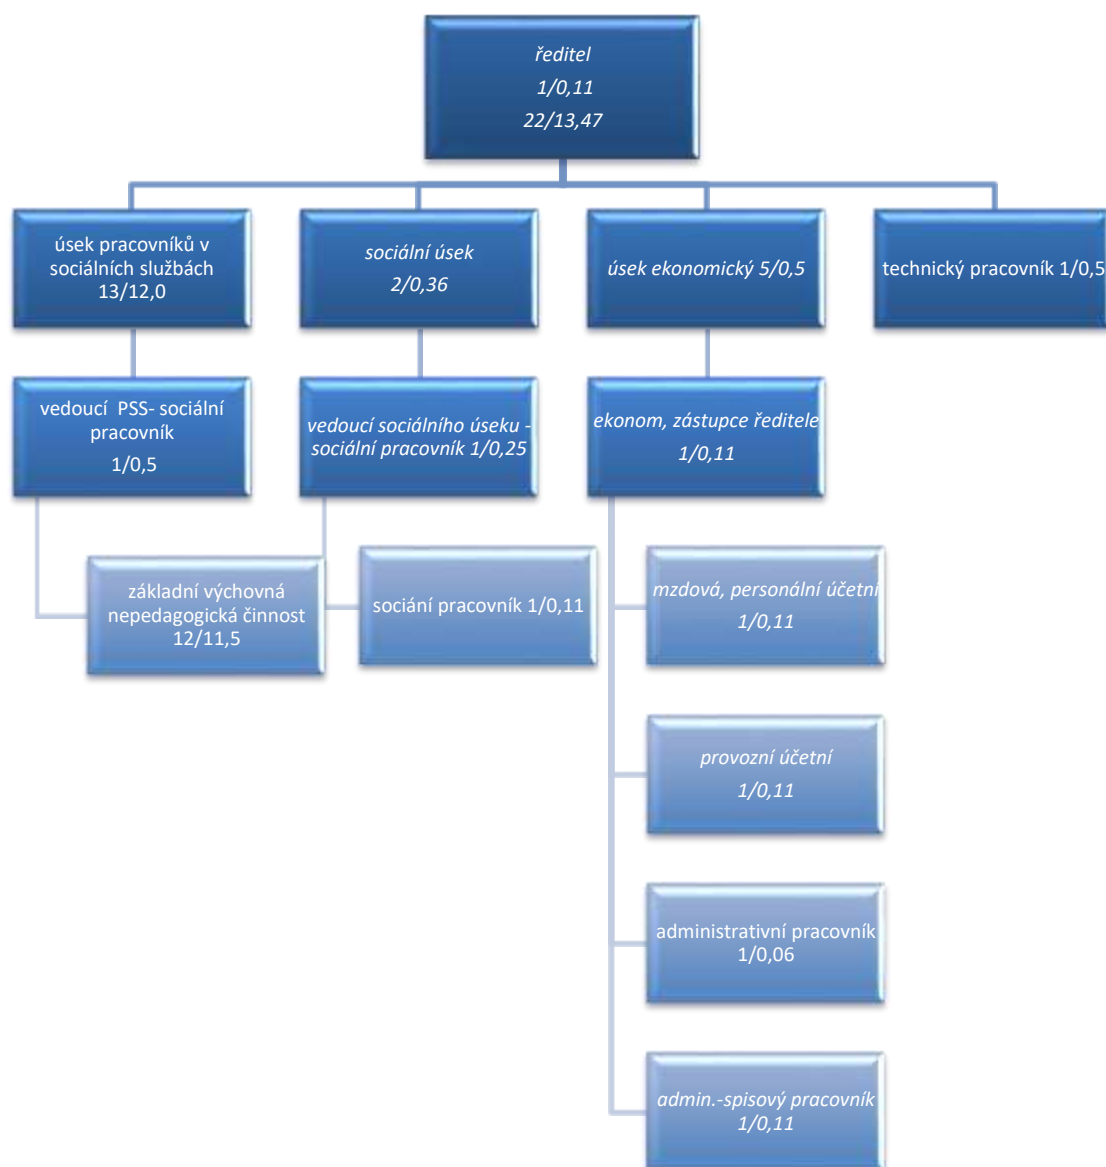 ředitel
1/0,11
22/13,47
úsek pracovníků v
sociálních službách
13/12,0
sociální úsek
2/0,36
úsek ekonomický 5/0,5
technický pracovník 1/0,5
vedoucí  PSS- sociální
pracovník
1/0,5
vedoucí sociálního úseku -
sociální pracovník 1/0,25
ekonom, zástupce ředitele
1/0,11
základní výchovná
nepedagogická činnost
12/11,5
sociání pracovník 1/0,11
mzdová, personální účetní
1/0,11
provozní účetní
1/0,11
administrativní pracovník
1/0,06
admin.-spisový pracovník
1/0,11